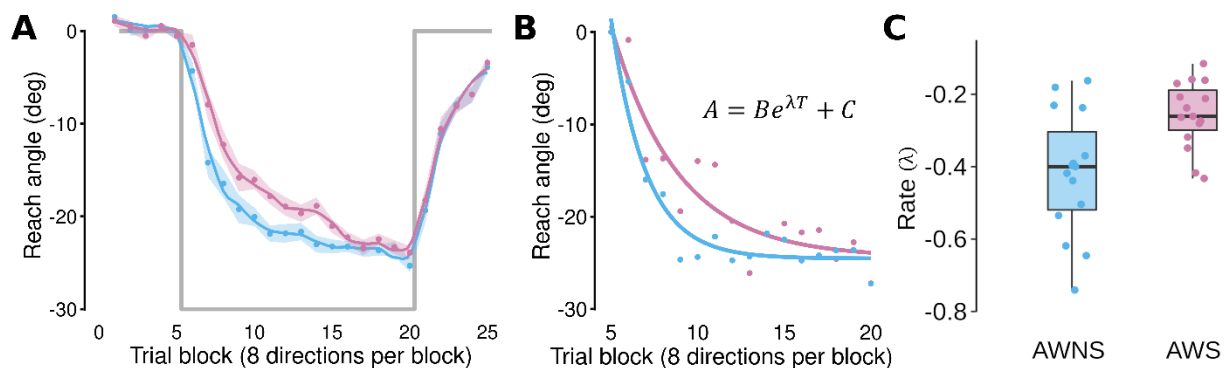 A
Reach angle (deg)
0
-10
-20
-30
0 5 10 15 20 25
Trial block (8 directions per block)
B
Reach angle (deg)
0
-10
-20
-30
A = Be^{λT} + C
5 10 15 20
Trial block (8 directions per block)
C
Rate (λ)
-0.2
-0.4
-0.6
-0.8
AWNS AWS